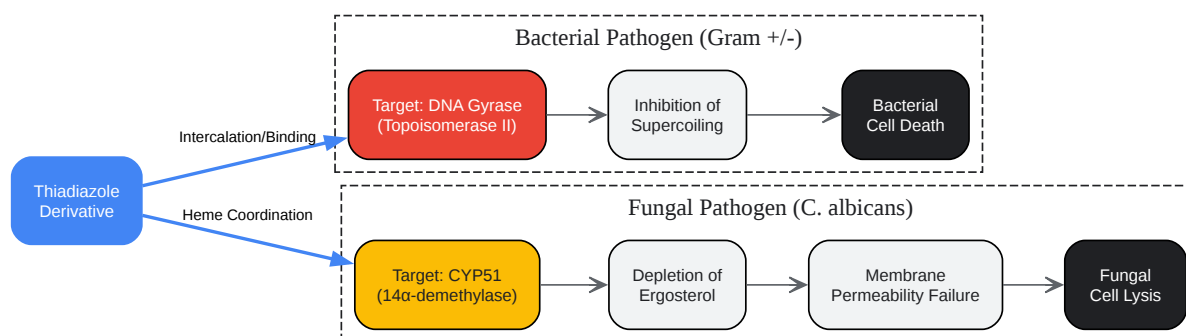 Bacterial Pathogen (Gram +/-)
Target: DNA Gyrase
(Topoisomerase II)
Inhibition of
Supercoiling
Bacterial
Cell Death
Intercalation/Binding
Thiadiazole
Derivative
Heme Coordination
Fungal Pathogen (C. albicans)
Target: CYP51
(14α-demethylase)
Depletion of
Ergosterol
Membrane
Permeability Failure
Fungal
Cell Lysis